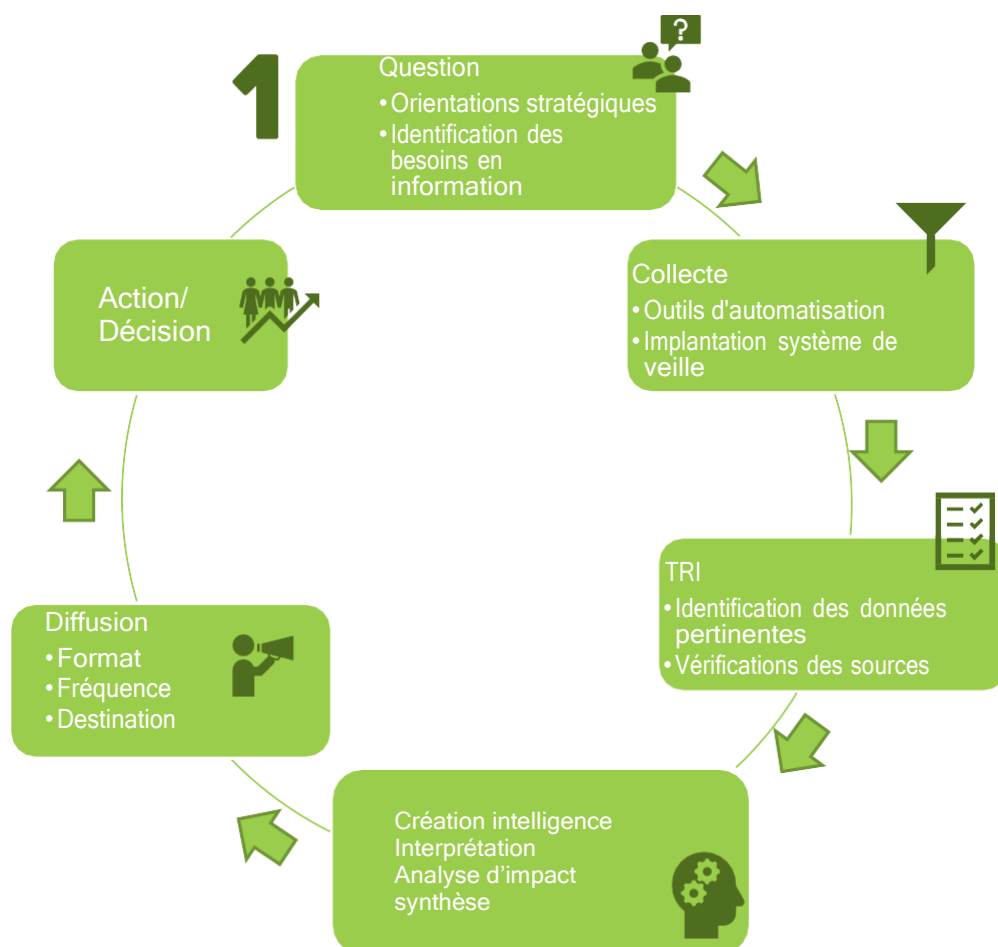 1
?
Question
•Orientations stratégiques
•Identification des
besoins en
information
Collecte
•Outils d'automatisation
•Implantation système de
veille
TRI
•Identification des données
pertinentes
•Vérifications des sources
Création intelligence
Interprétation
Analyse d’impact
synthèse
Diffusion
•Format
•Fréquence
•Destination
Action/
Décision